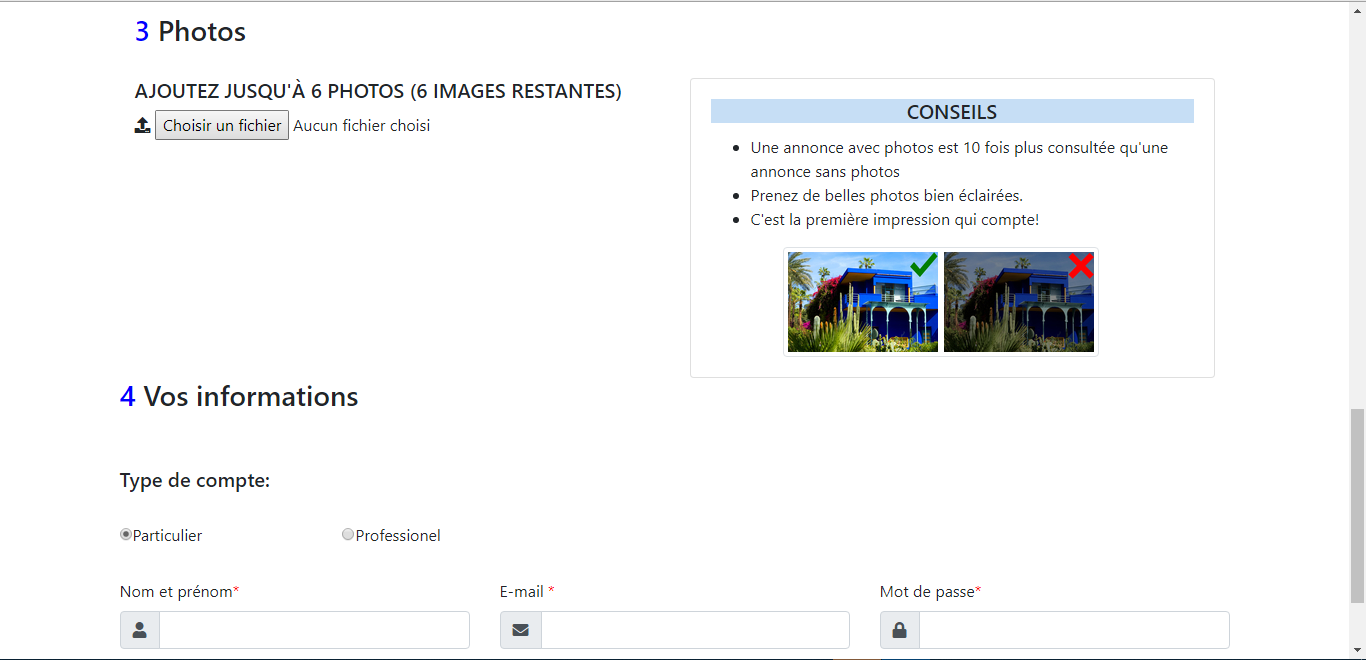 3 Photos
AJOUTEZ JUSQU'À 6 PHOTOS (6 IMAGES RESTANTES)
Choisir un fichier Aucun fichier choisi
CONSEILS
Une annonce avec photos est 10 fois plus consultée qu'une
annonce sans photos
Prenez de belles photos bien éclairées.
C'est la première impression qui compte!
4 Vos informations
Type de compte:
Particulier Professionel
Nom et prénom* E-mail * Mot de passe*